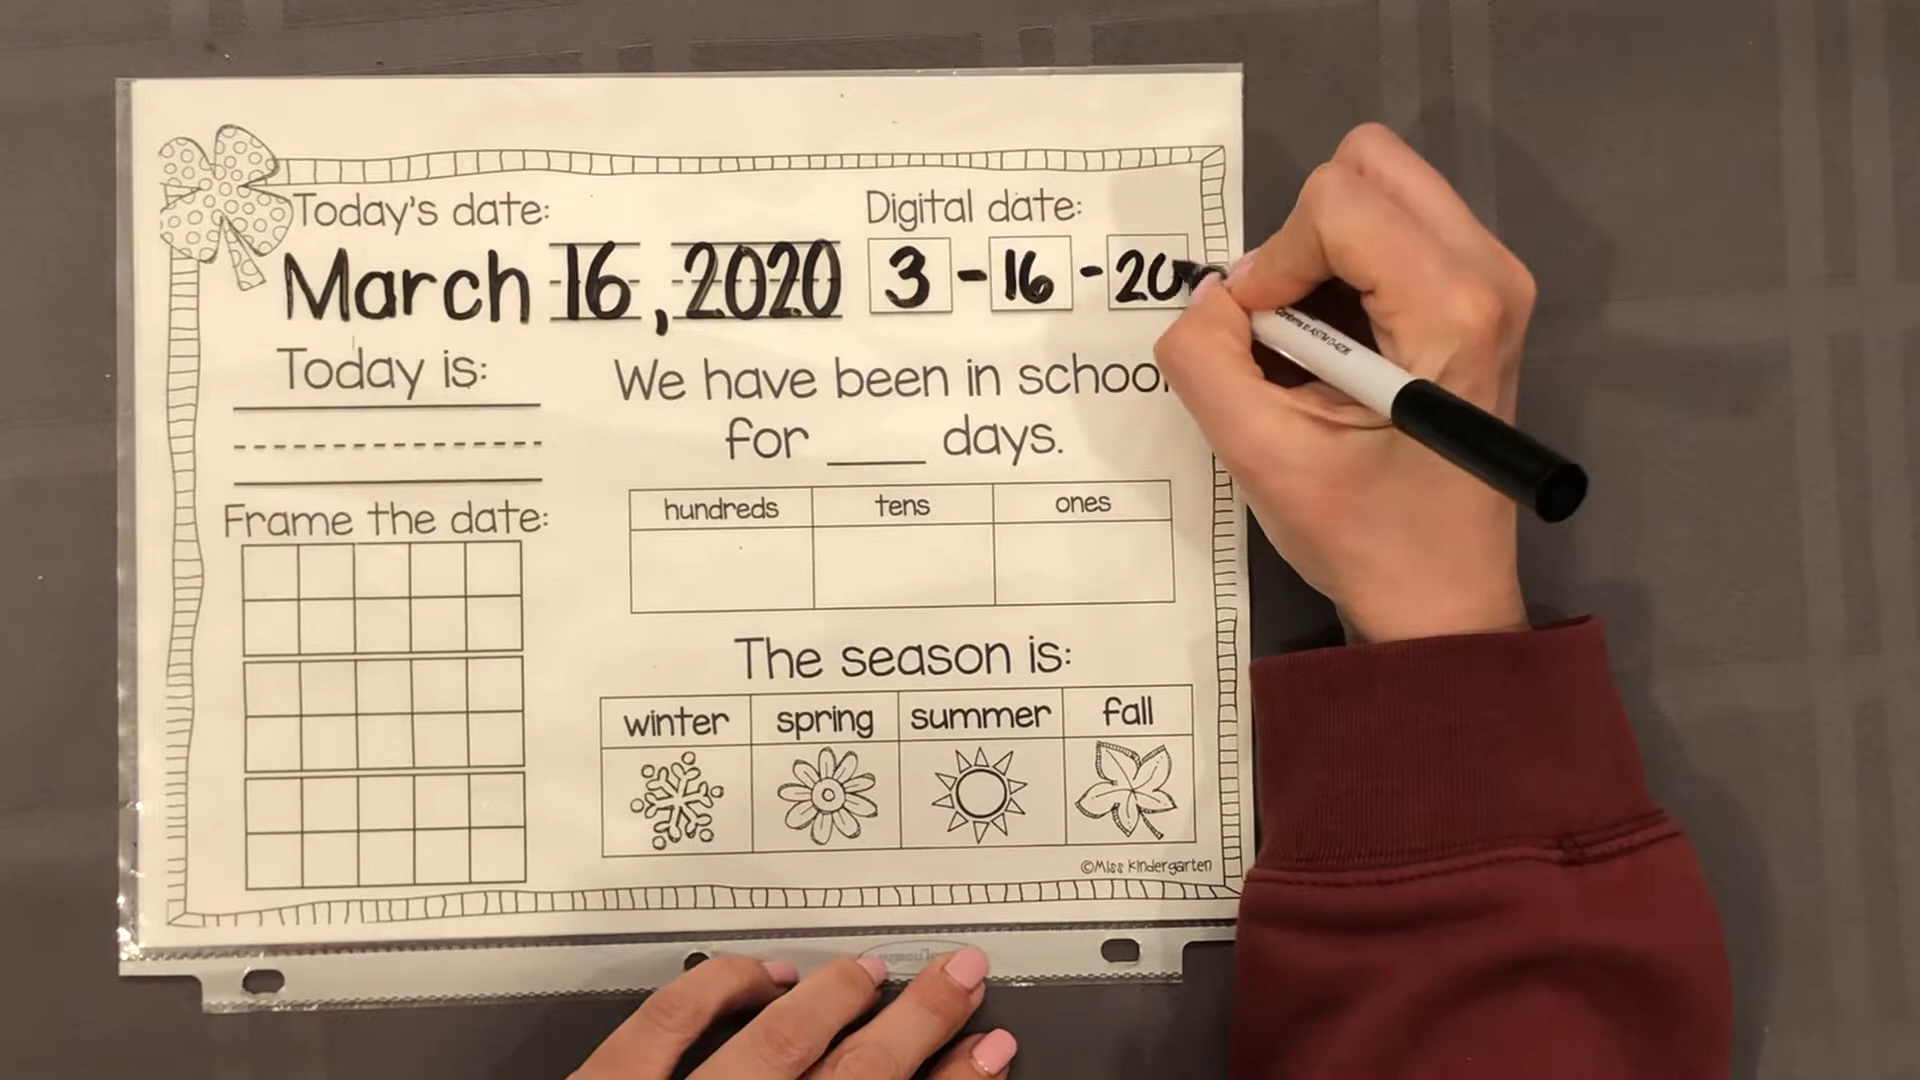 Today's date:
Digital date:
March 16, 2020
3 - 16 - 20
Today is:
We have been in school
for ____ days.
Frame the date:
hundreds tens ones
The season is:
winter spring summer fall
©Miss Kindergarten